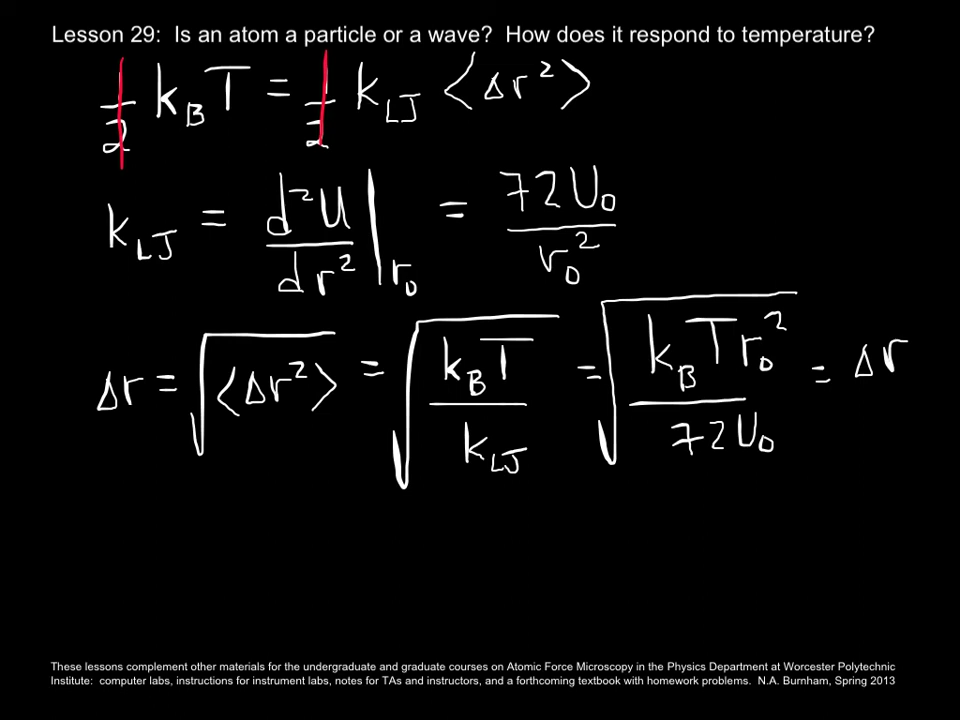 Lesson 29: Is an atom a particle or a wave? How does it respond to temperature?
1/2 k_B T = 1/2 k_LJ ⟨Δr²⟩
k_LJ = d²U/dr² |_r₀ = 72U₀/r₀²
Δr = √⟨Δr²⟩ = √(k_B T/k_LJ) = √(k_B T r₀²/72U₀) = Δr
These lessons complement other materials for the undergraduate and graduate courses on Atomic Force Microscopy in the Physics Department at Worcester Polytechnic
Institute: computer labs, instructions for instrument labs, notes for TAs and instructors, and a forthcoming textbook with homework problems. N.A. Burnham, Spring 2013